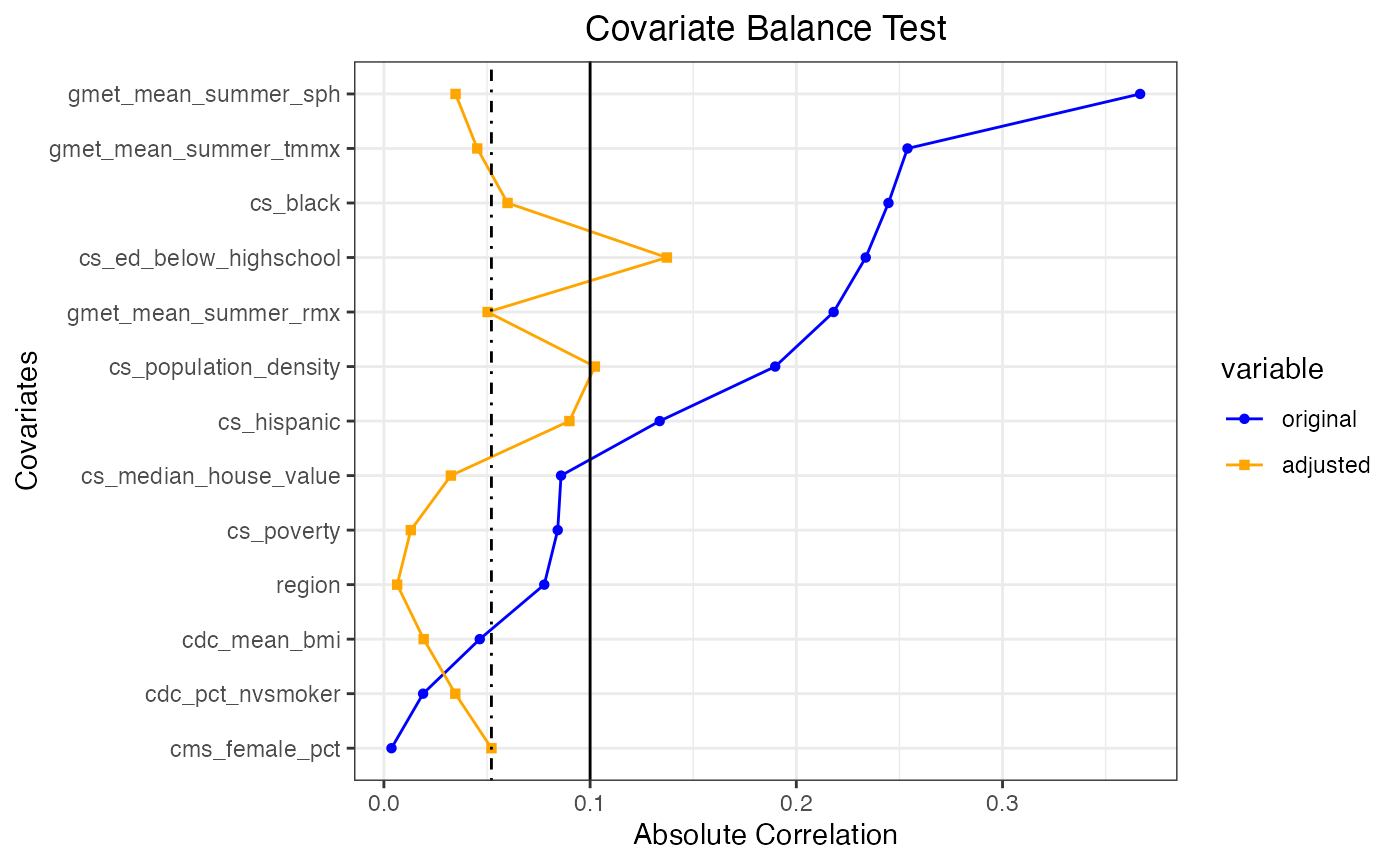 Covariate Balance Test
Covariates
gmet_mean_summer_sph
gmet_mean_summer_tmmx
cs_black
cs_ed_below_highschool
gmet_mean_summer_rmx
cs_population_density
cs_hispanic
cs_median_house_value
cs_poverty
region
cdc_mean_bmi
cdc_pct_nvsmoker
cms_female_pct
0.0 0.1 0.2 0.3
Absolute Correlation
variable
original
adjusted